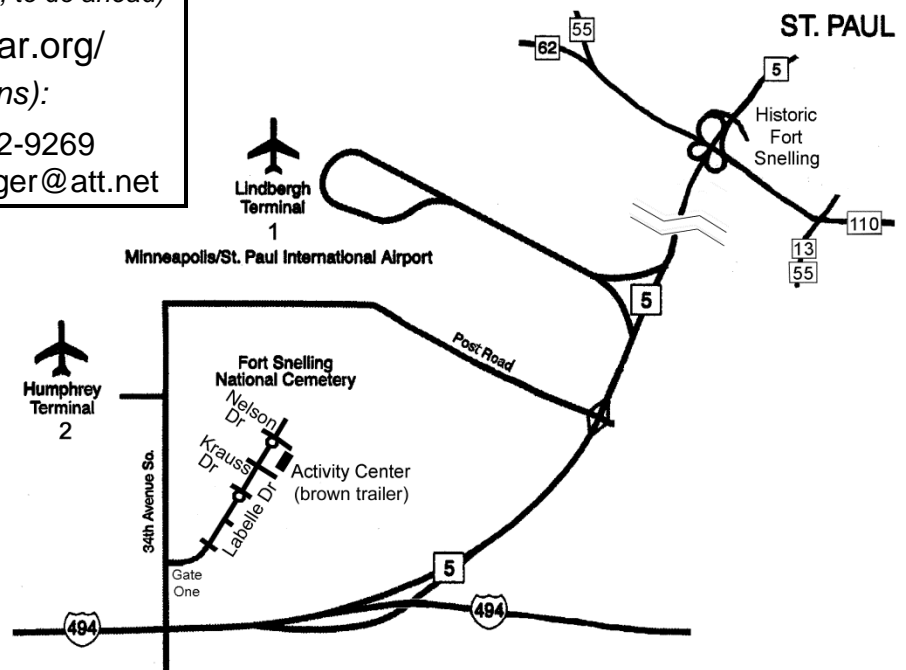 , to do ahead)
ar.org/
ns):
2-9269
ger@att.net
ST. PAUL
55
62
5
Historic
Fort
Snelling
Lindbergh
Terminal
1
Minneapolis/St. Paul International Airport
110
13
55
5
Post Road
Humphrey
Terminal
2
Fort Snelling
National Cemetery
Nelson
Dr
Krauss
Dr
Labelle Dr
Activity Center
(brown trailer)
34th Avenue So.
Gate
One
5
494
494